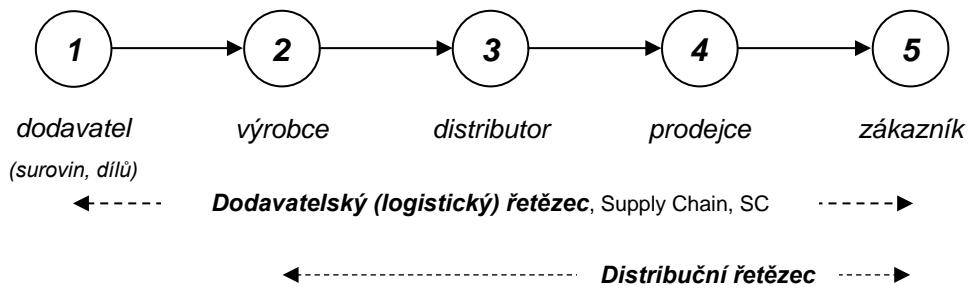 1 2 3 4 5
dodavatel výrobce distributor prodejce zákazník
(surovin, dílů)
Dodavatelský (logistický) řetězec, Supply Chain, SC
Distribuční řetězec